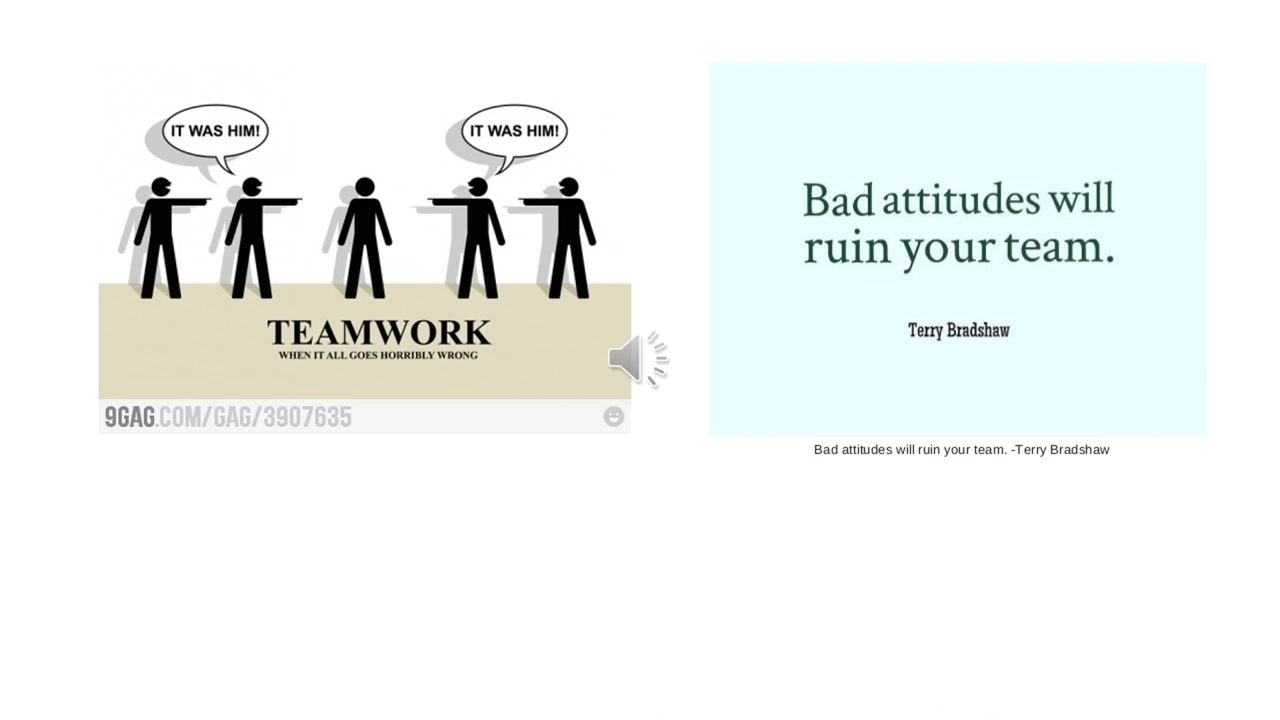 IT WAS HIM!
IT WAS HIM!
TEAMWORK
WHEN IT ALL GOES HORRIBLY WRONG
9GAG.COM/GAG/3907635
Bad attitudes will
ruin your team.
Terry Bradshaw
Bad attitudes will ruin your team. -Terry Bradshaw